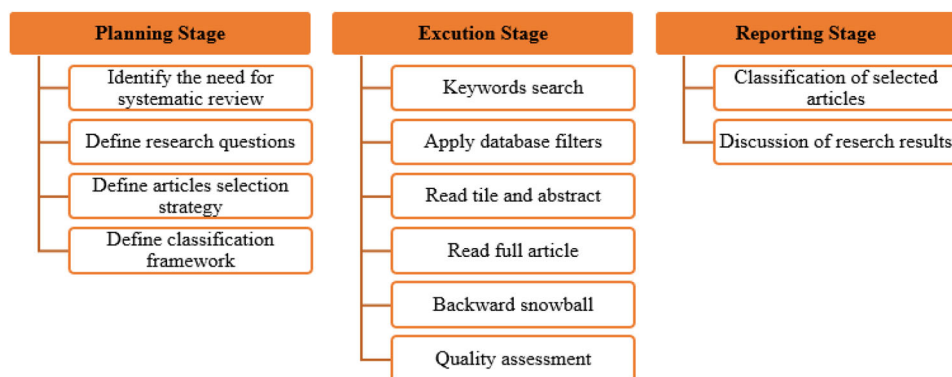 Planning Stage
Identify the need for
systematic review
Define research questions
Define articles selection
strategy
Define classification
framework
Excution Stage
Keywords search
Apply database filters
Read tile and abstract
Read full article
Backward snowball
Quality assessment
Reporting Stage
Classification of selected
articles
Discussion of reserch results